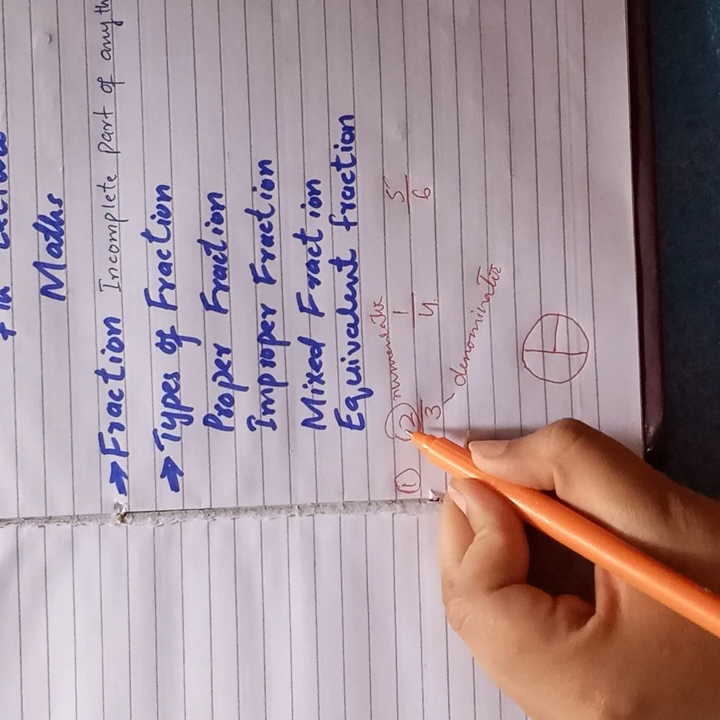 Maths
→ Fraction Incomplete part of any
→ Types of Fraction
Proper Fraction
Improper Fraction
Mixed Fraction
Equivalent fraction
numerator
① 2/3 1/4 5/6
denominator